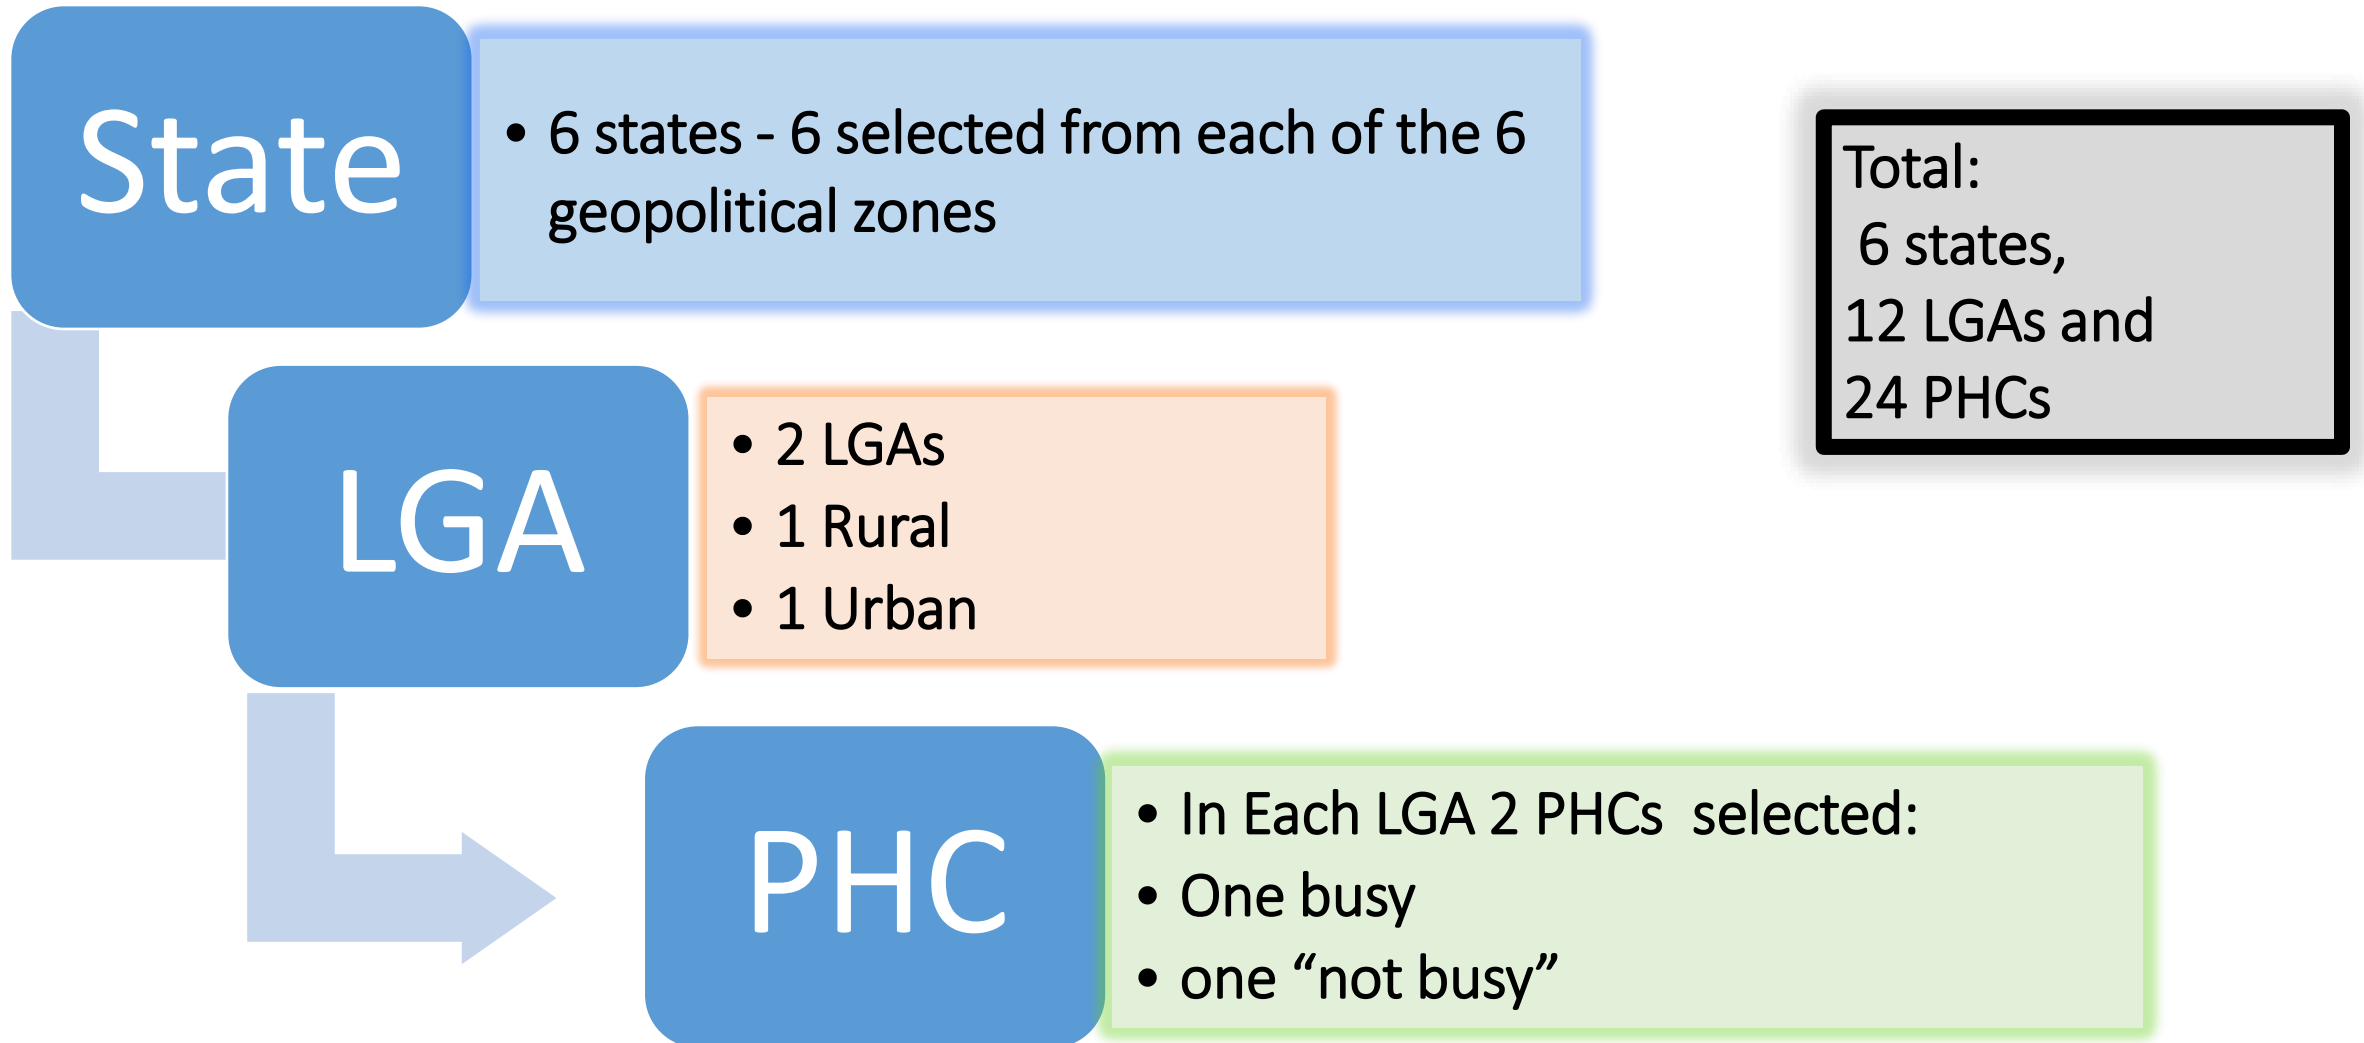 State
• 6 states - 6 selected from each of the 6
geopolitical zones
Total:
6 states,
12 LGAs and
24 PHCs
LGA
• 2 LGAs
• 1 Rural
• 1 Urban
PHC
• In Each LGA 2 PHCs  selected:
• One busy
• one “not busy”